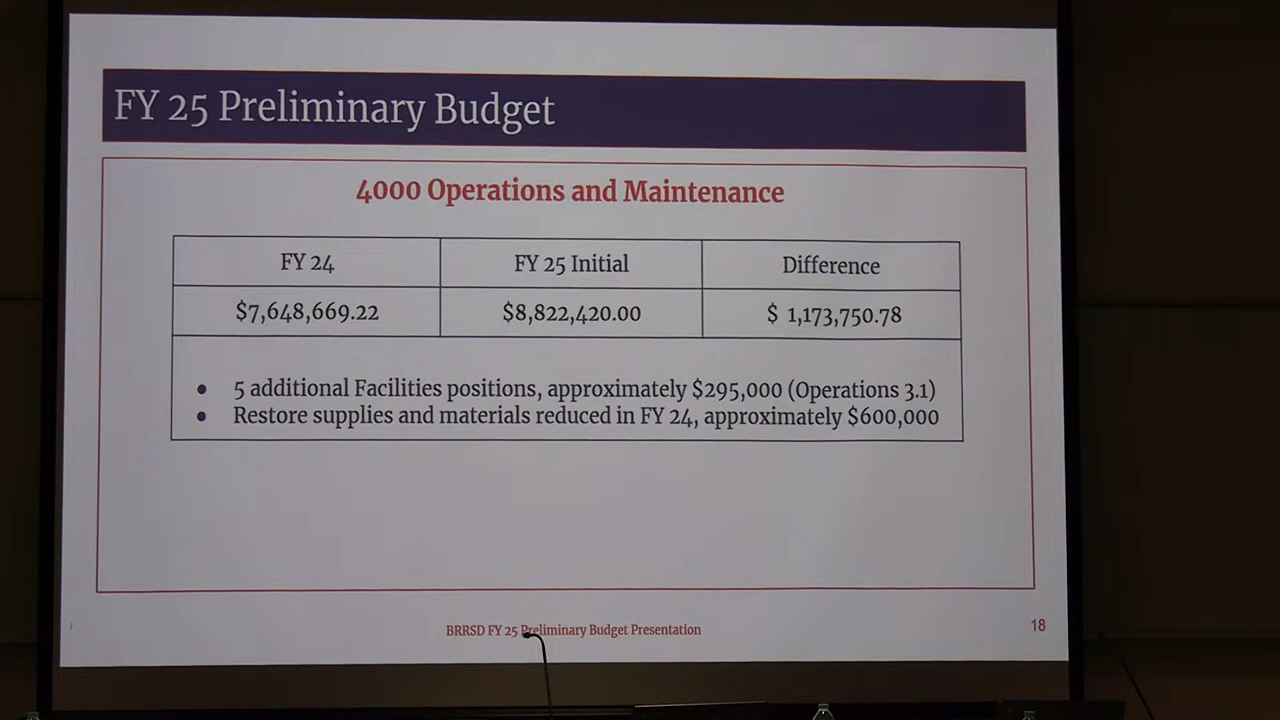 FY 25 Preliminary Budget
4000 Operations and Maintenance
FY 24
FY 25 Initial
Difference
$7,648,669.22
$8,822,420.00
$ 1,173,750.78
● 5 additional Facilities positions, approximately $295,000 (Operations 3.1)
● Restore supplies and materials reduced in FY 24, approximately $600,000
BRRSD FY 25 Preliminary Budget Presentation
18